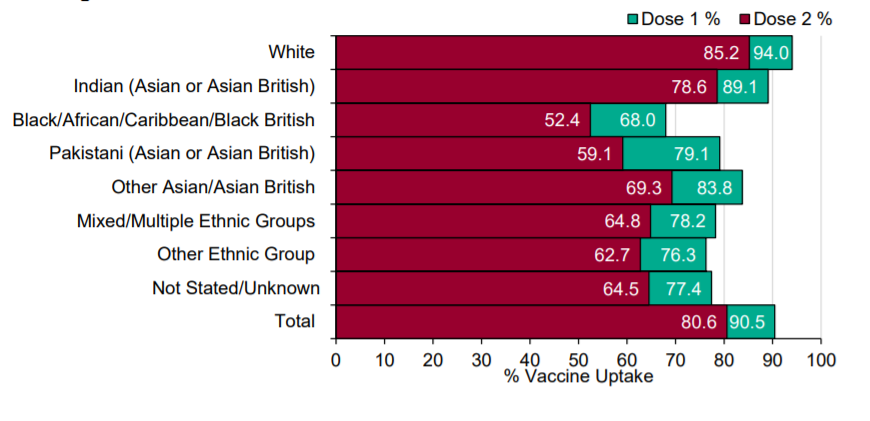 Dose 1 % Dose 2 %
White 85.2 94.0
Indian (Asian or Asian British) 78.6 89.1
Black/African/Caribbean/Black British 52.4 68.0
Pakistani (Asian or Asian British) 59.1 79.1
Other Asian/Asian British 69.3 83.8
Mixed/Multiple Ethnic Groups 64.8 78.2
Other Ethnic Group 62.7 76.3
Not Stated/Unknown 64.5 77.4
Total 80.6 90.5
0 10 20 30 40 50 60 70 80 90 100
% Vaccine Uptake